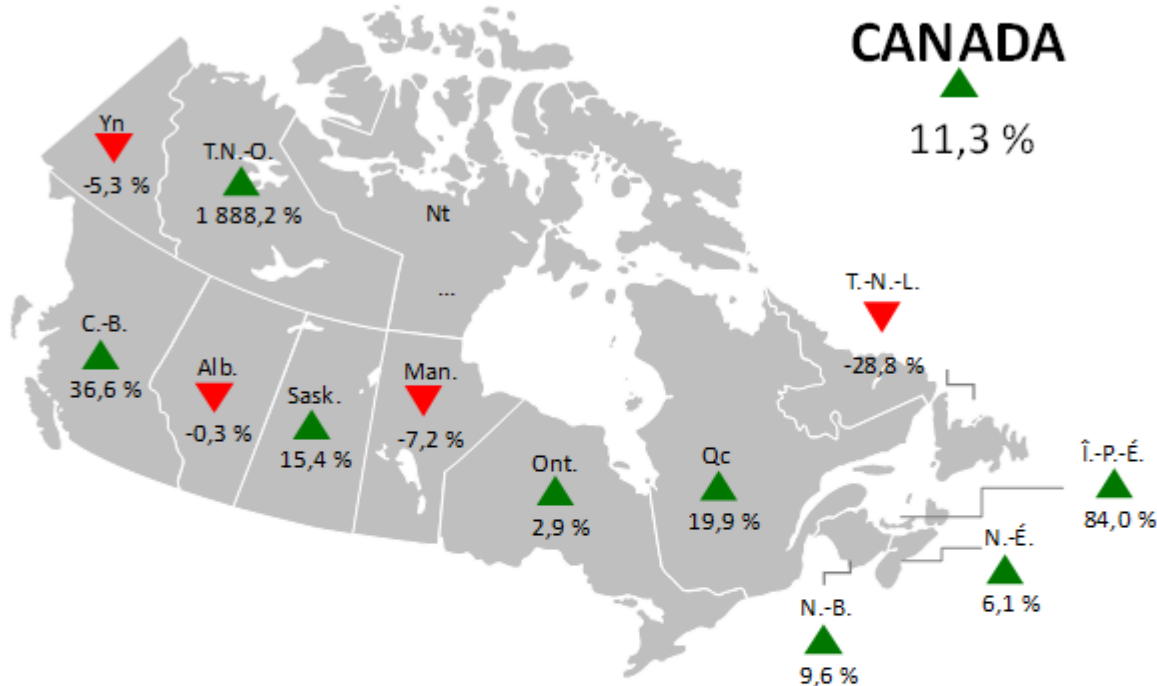 CANADA
11,3 %
Yn
-5,3 %
T.N.-O.
1 888,2 %
Nt
...
C.-B.
36,6 %
Alb.
-0,3 %
Sask.
15,4 %
Man.
-7,2 %
Ont.
2,9 %
Qc
19,9 %
T.-N.-L.
-28,8 %
Î.-P.-É.
84,0 %
N.-É.
6,1 %
N.-B.
9,6 %